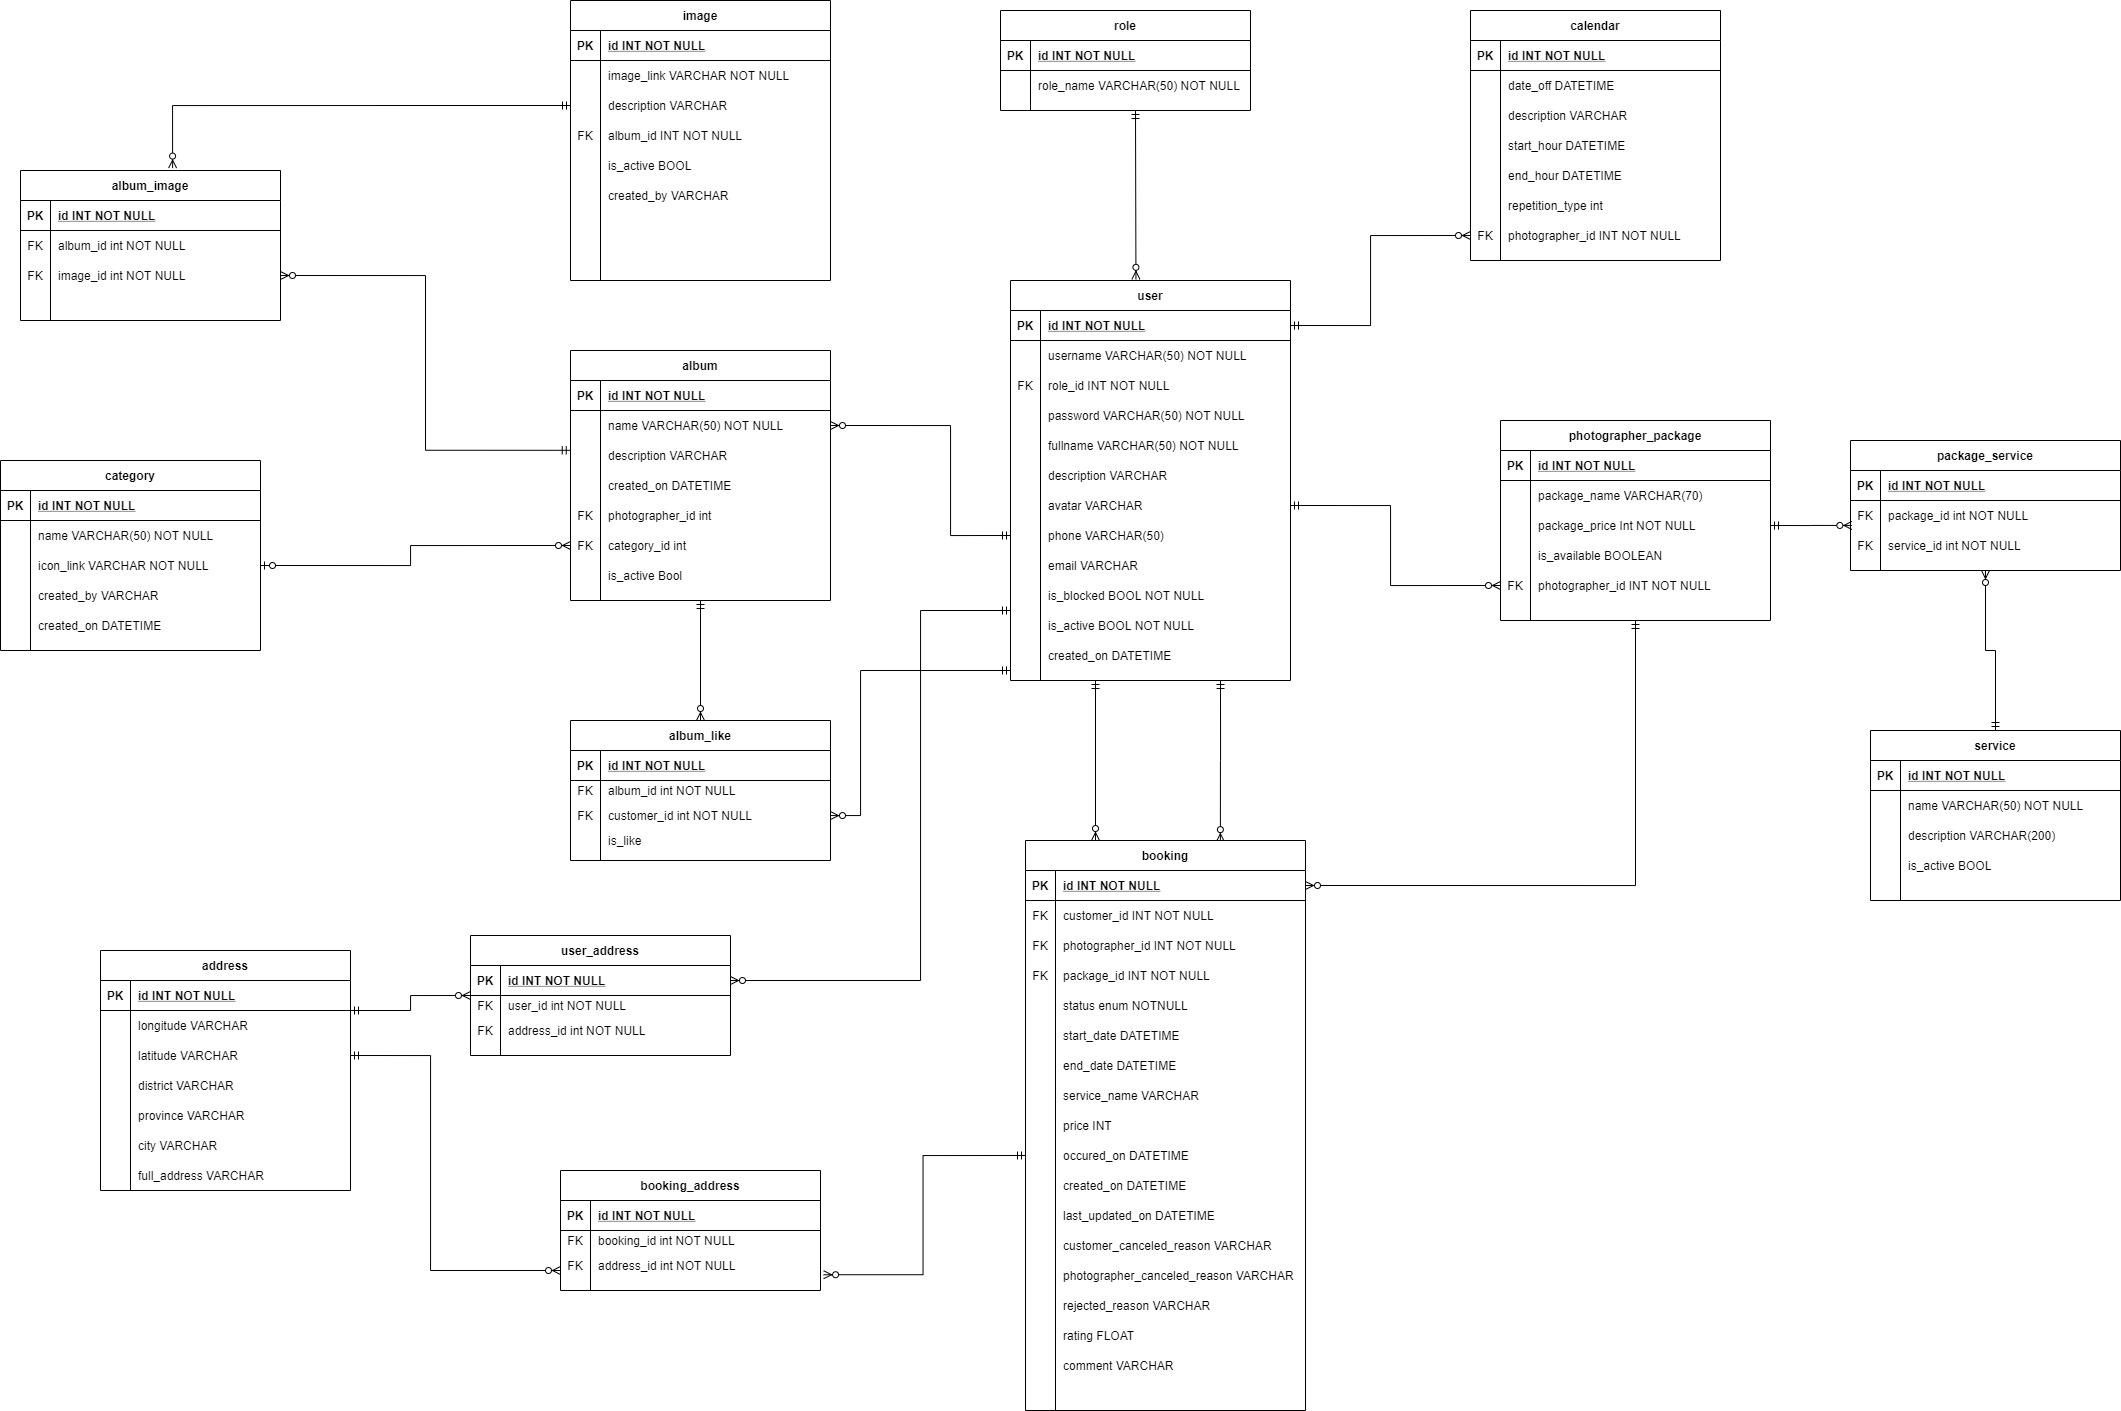 image
PK id INT NOT NULL
image_link VARCHAR NOT NULL
description VARCHAR
FK album_id INT NOT NULL
is_active BOOL
created_by VARCHAR
role
PK id INT NOT NULL
role_name VARCHAR(50) NOT NULL
calendar
PK id INT NOT NULL
date_off DATETIME
description VARCHAR
start_hour DATETIME
end_hour DATETIME
repetition_type int
FK photographer_id INT NOT NULL
album_image
PK id INT NOT NULL
FK album_id int NOT NULL
FK image_id int NOT NULL
user
PK id INT NOT NULL
username VARCHAR(50) NOT NULL
FK role_id INT NOT NULL
password VARCHAR(50) NOT NULL
fullname VARCHAR(50) NOT NULL
description VARCHAR
avatar VARCHAR
phone VARCHAR(50)
email VARCHAR
is_blocked BOOL NOT NULL
is_active BOOL NOT NULL
created_on DATETIME
album
PK id INT NOT NULL
name VARCHAR(50) NOT NULL
description VARCHAR
created_on DATETIME
FK photographer_id int
FK category_id int
is_active Bool
category
PK id INT NOT NULL
name VARCHAR(50) NOT NULL
icon_link VARCHAR NOT NULL
created_by VARCHAR
created_on DATETIME
photographer_package
PK id INT NOT NULL
package_name VARCHAR(70)
package_price Int NOT NULL
is_available BOOLEAN
FK photographer_id INT NOT NULL
package_service
PK id INT NOT NULL
FK package_id int NOT NULL
FK service_id int NOT NULL
album_like
PK id INT NOT NULL
FK album_id int NOT NULL
FK customer_id int NOT NULL
is_like
service
PK id INT NOT NULL
name VARCHAR(50) NOT NULL
description VARCHAR(200)
is_active BOOL
booking
PK id INT NOT NULL
FK customer_id INT NOT NULL
FK photographer_id INT NOT NULL
FK package_id INT NOT NULL
status enum NOTNULL
start_date DATETIME
end_date DATETIME
service_name VARCHAR
price INT
occured_on DATETIME
created_on DATETIME
last_updated_on DATETIME
customer_canceled_reason VARCHAR
photographer_canceled_reason VARCHAR
rejected_reason VARCHAR
rating FLOAT
comment VARCHAR
user_address
PK id INT NOT NULL
FK user_id int NOT NULL
FK address_id int NOT NULL
address
PK id INT NOT NULL
longitude VARCHAR
latitude VARCHAR
district VARCHAR
province VARCHAR
city VARCHAR
full_address VARCHAR
booking_address
PK id INT NOT NULL
FK booking_id int NOT NULL
FK address_id int NOT NULL